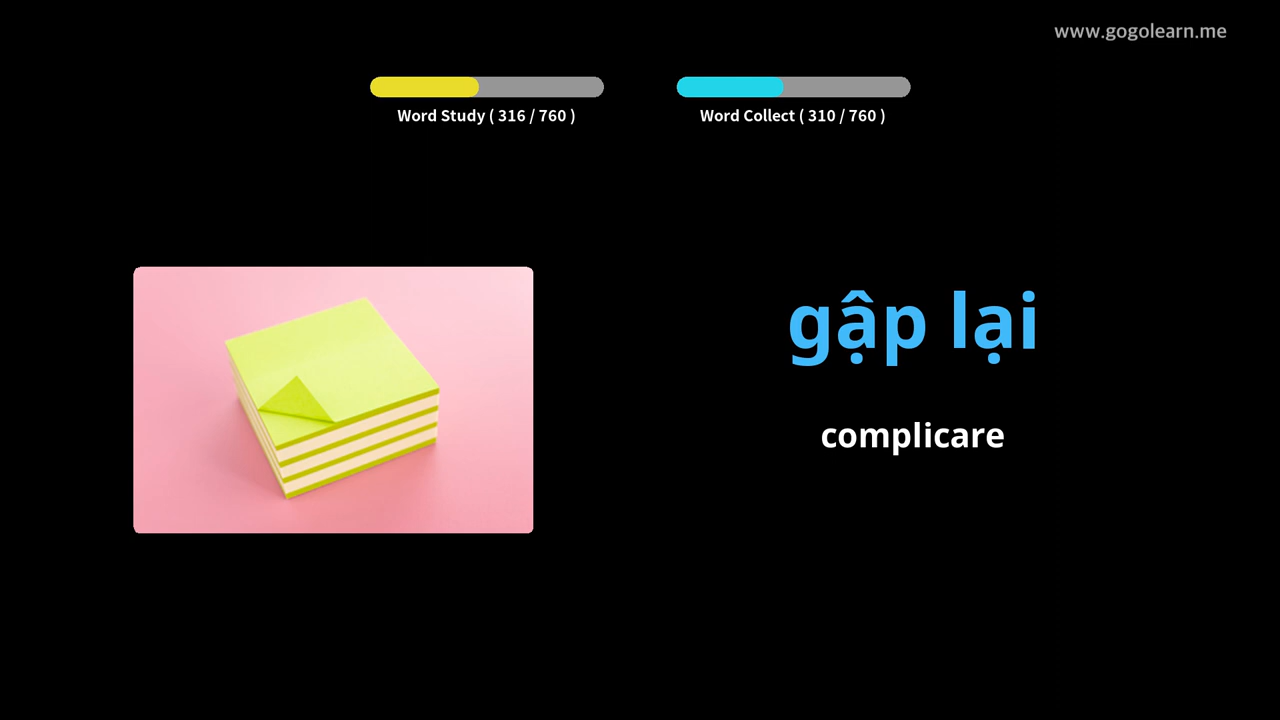 www.gogolearn.me
Word Study ( 316 / 760 )
Word Collect ( 310 / 760 )
gập lại
complicare